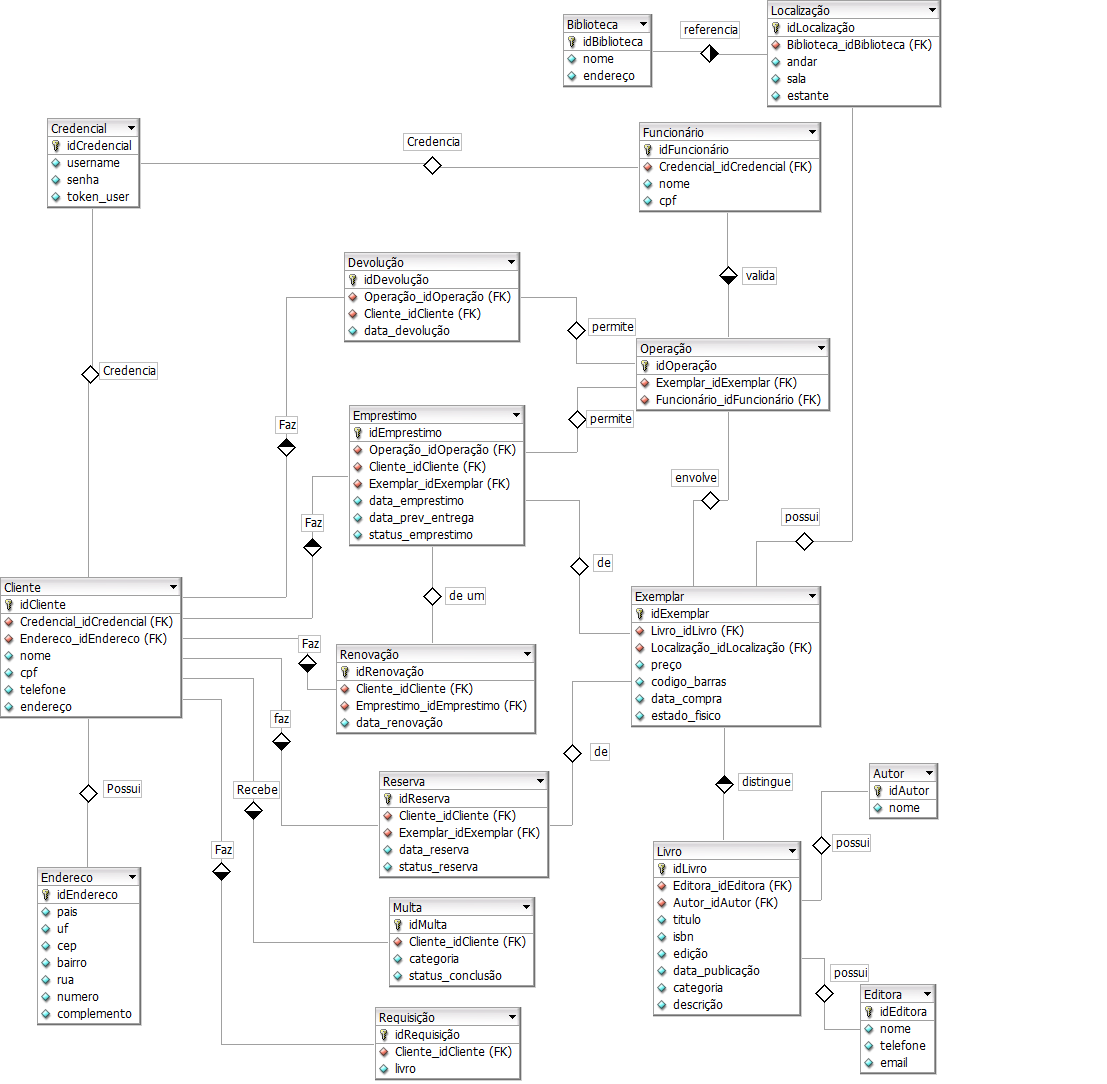 Biblioteca
idBiblioteca
nome
endereço
referencia
Localização
idLocalização
Biblioteca_idBiblioteca (FK)
andar
sala
estante
Credencial
idCredencial
username
senha
token_user
Credencia
Funcionário
idFuncionário
Credencial_idCredencial (FK)
nome
cpf
valida
Devolução
idDevolução
Operação_idOperação (FK)
Cliente_idCliente (FK)
data_devolução
permite
Operação
idOperação
Exemplar_idExemplar (FK)
Funcionário_idFuncionário (FK)
Credencia
Faz
Emprestimo
idEmprestimo
Operação_idOperação (FK)
Cliente_idCliente (FK)
Exemplar_idExemplar (FK)
data_emprestimo
data_prev_entrega
status_emprestimo
permite
envolve
possui
Faz
de
de um
Cliente
idCliente
Credencial_idCredencial (FK)
Endereco_idEndereco (FK)
nome
cpf
telefone
endereço
Exemplar
idExemplar
Livro_idLivro (FK)
Localização_idLocalização (FK)
preço
codigo_barras
data_compra
estado_fisico
Faz
Renovação
idRenovação
Cliente_idCliente (FK)
Emprestimo_idEmprestimo (FK)
data_renovação
faz
de
Possui
Recebe
Reserva
idReserva
Cliente_idCliente (FK)
Exemplar_idExemplar (FK)
data_reserva
status_reserva
distingue
Autor
idAutor
nome
possui
Faz
Livro
idLivro
Editora_idEditora (FK)
Autor_idAutor (FK)
titulo
isbn
edição
data_publicação
categoria
descrição
Endereco
idEndereco
pais
uf
cep
bairro
rua
numero
complemento
Multa
idMulta
Cliente_idCliente (FK)
categoria
status_conclusão
possui
Editora
idEditora
nome
telefone
email
Requisição
idRequisição
Cliente_idCliente (FK)
livro